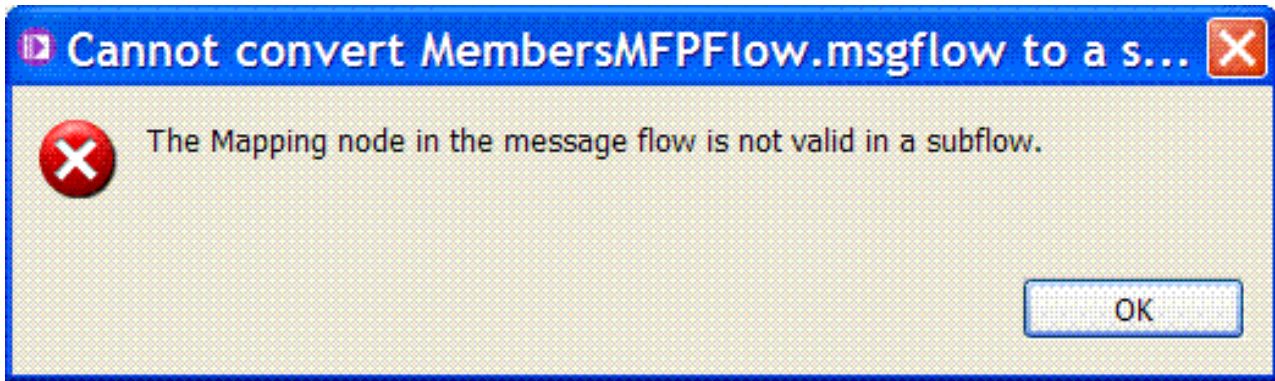 Cannot convert MembersMFPFlow.msgflow to a s...
The Mapping node in the message flow is not valid in a subflow.
OK